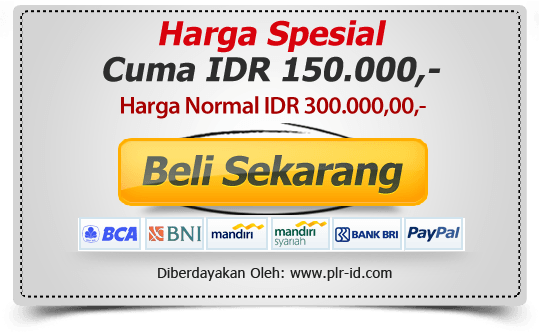 Harga Spesial
Cuma IDR 150.000,-
Harga Normal IDR 300.000,00,-
Beli Sekarang
BCA BNI mandiri mandiri syariah BANK BRI PayPal
Diberdayakan Oleh: www.plr-id.com